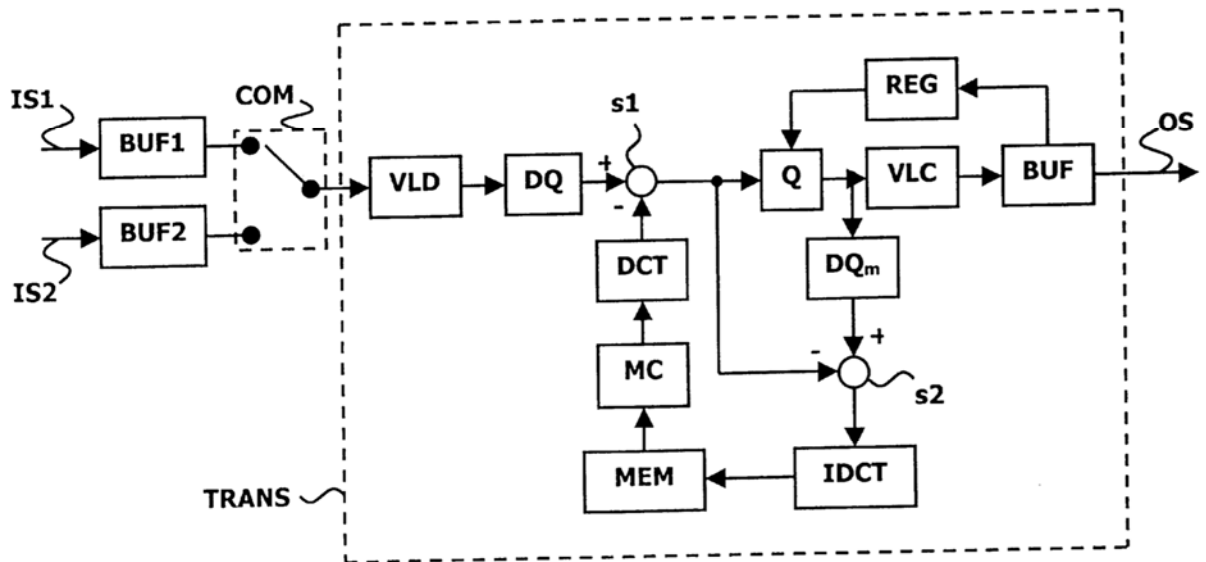 REG
IS1
COM
s1
OS
BUF1
VLD
DQ
+
-
Q
VLC
BUF
BUF2
IS2
DCT
DQm
MC
-
+
s2
MEM
IDCT
TRANS